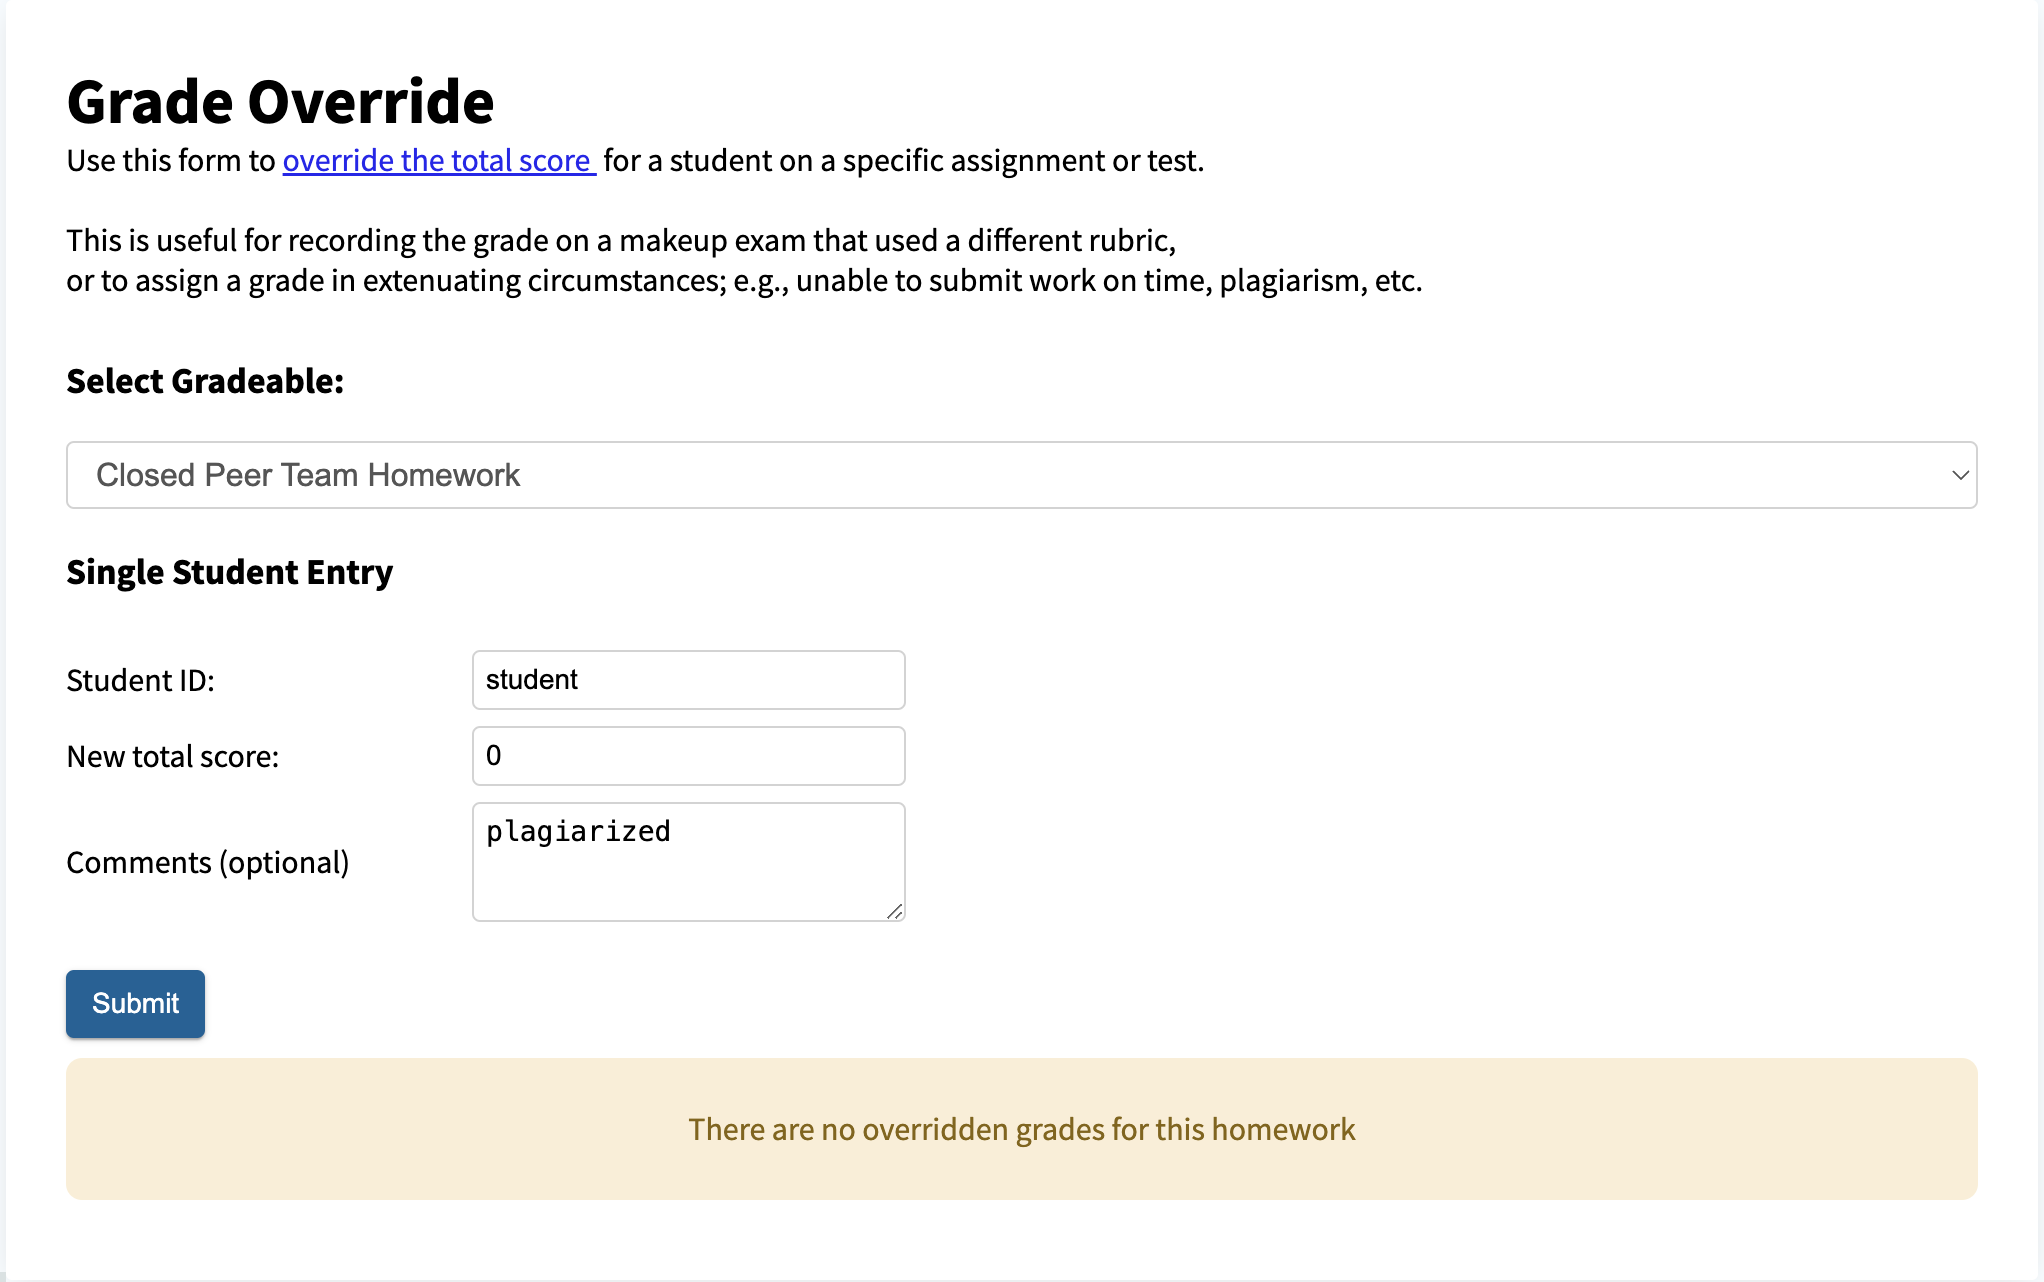 Grade Override
Use this form to override the total score for a student on a specific assignment or test.
This is useful for recording the grade on a makeup exam that used a different rubric,
or to assign a grade in extenuating circumstances; e.g., unable to submit work on time, plagiarism, etc.
Select Gradeable:
Closed Peer Team Homework
Single Student Entry
Student ID: student
New total score: 0
Comments (optional) plagiarized
Submit
There are no overridden grades for this homework